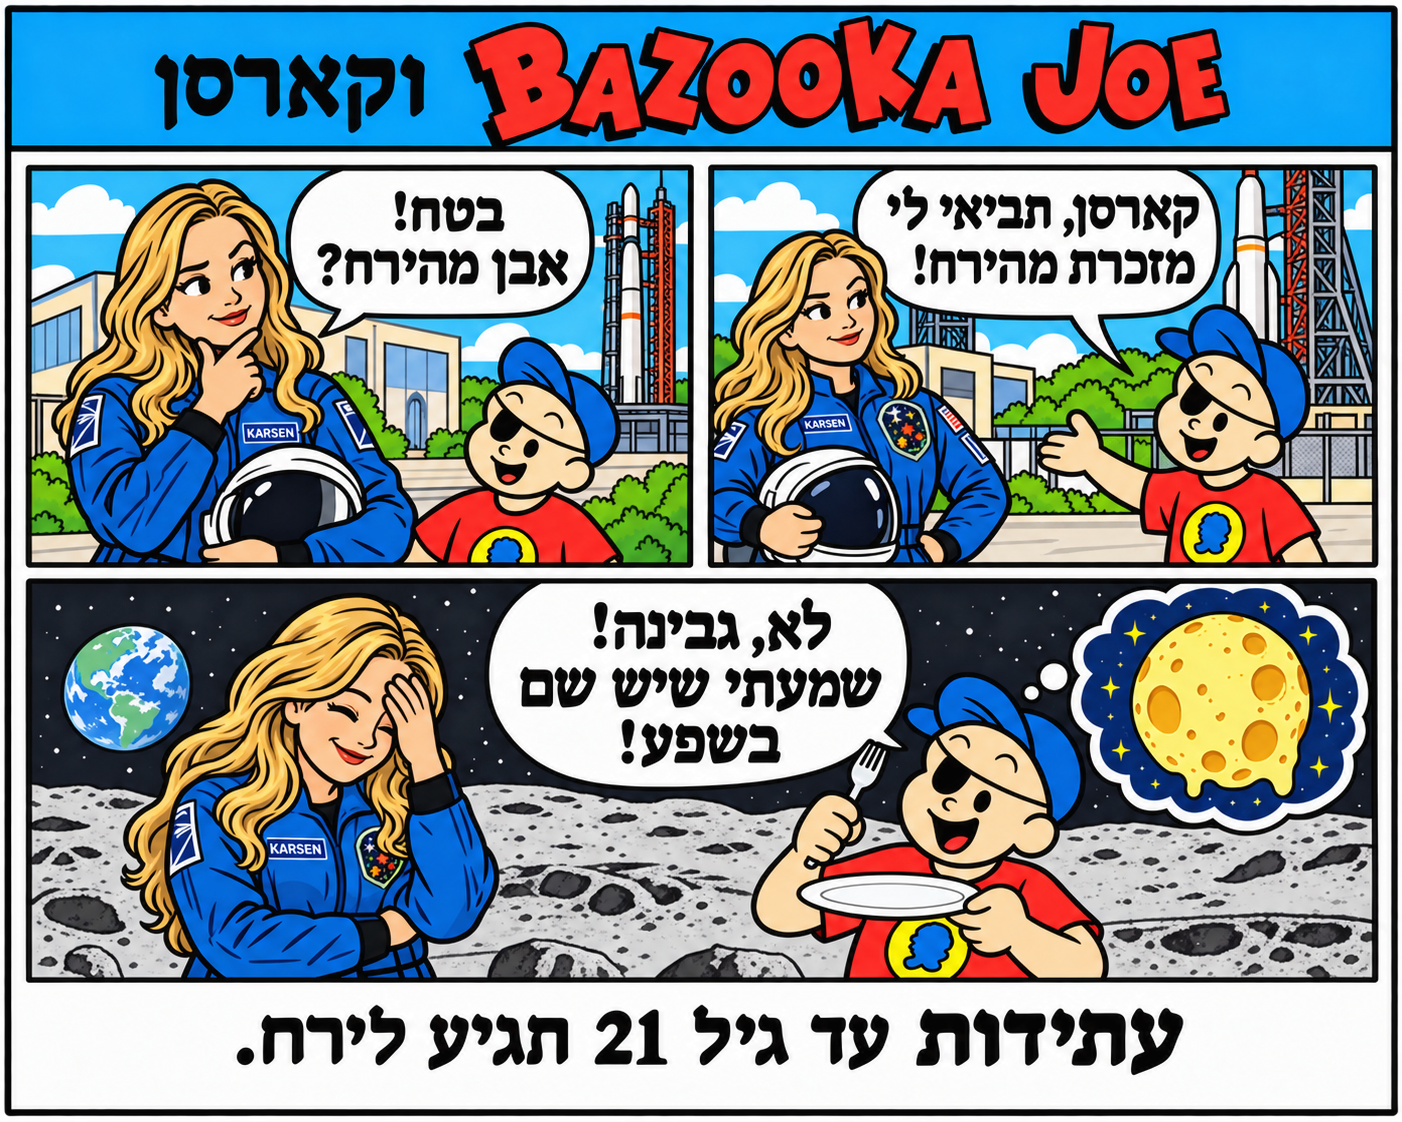 BAZOOKA JOE וקארסן
קארסן, תביאי לי
מזכרת מהירח!
KARSEN
בטח!
אבן מהירח?
KARSEN
לא, גבינה!
שמעתי שיש שם
בשפע!
KARSEN
עתידות עד גיל 21 תגיע לירח.